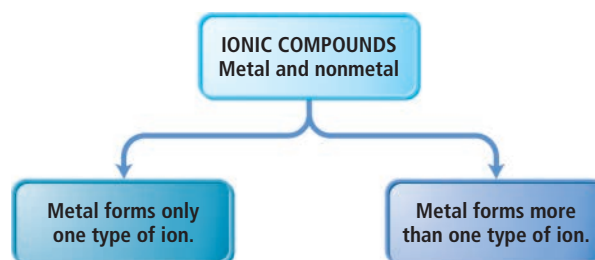 IONIC COMPOUNDS
Metal and nonmetal
Metal forms only
one type of ion.
Metal forms more
than one type of ion.